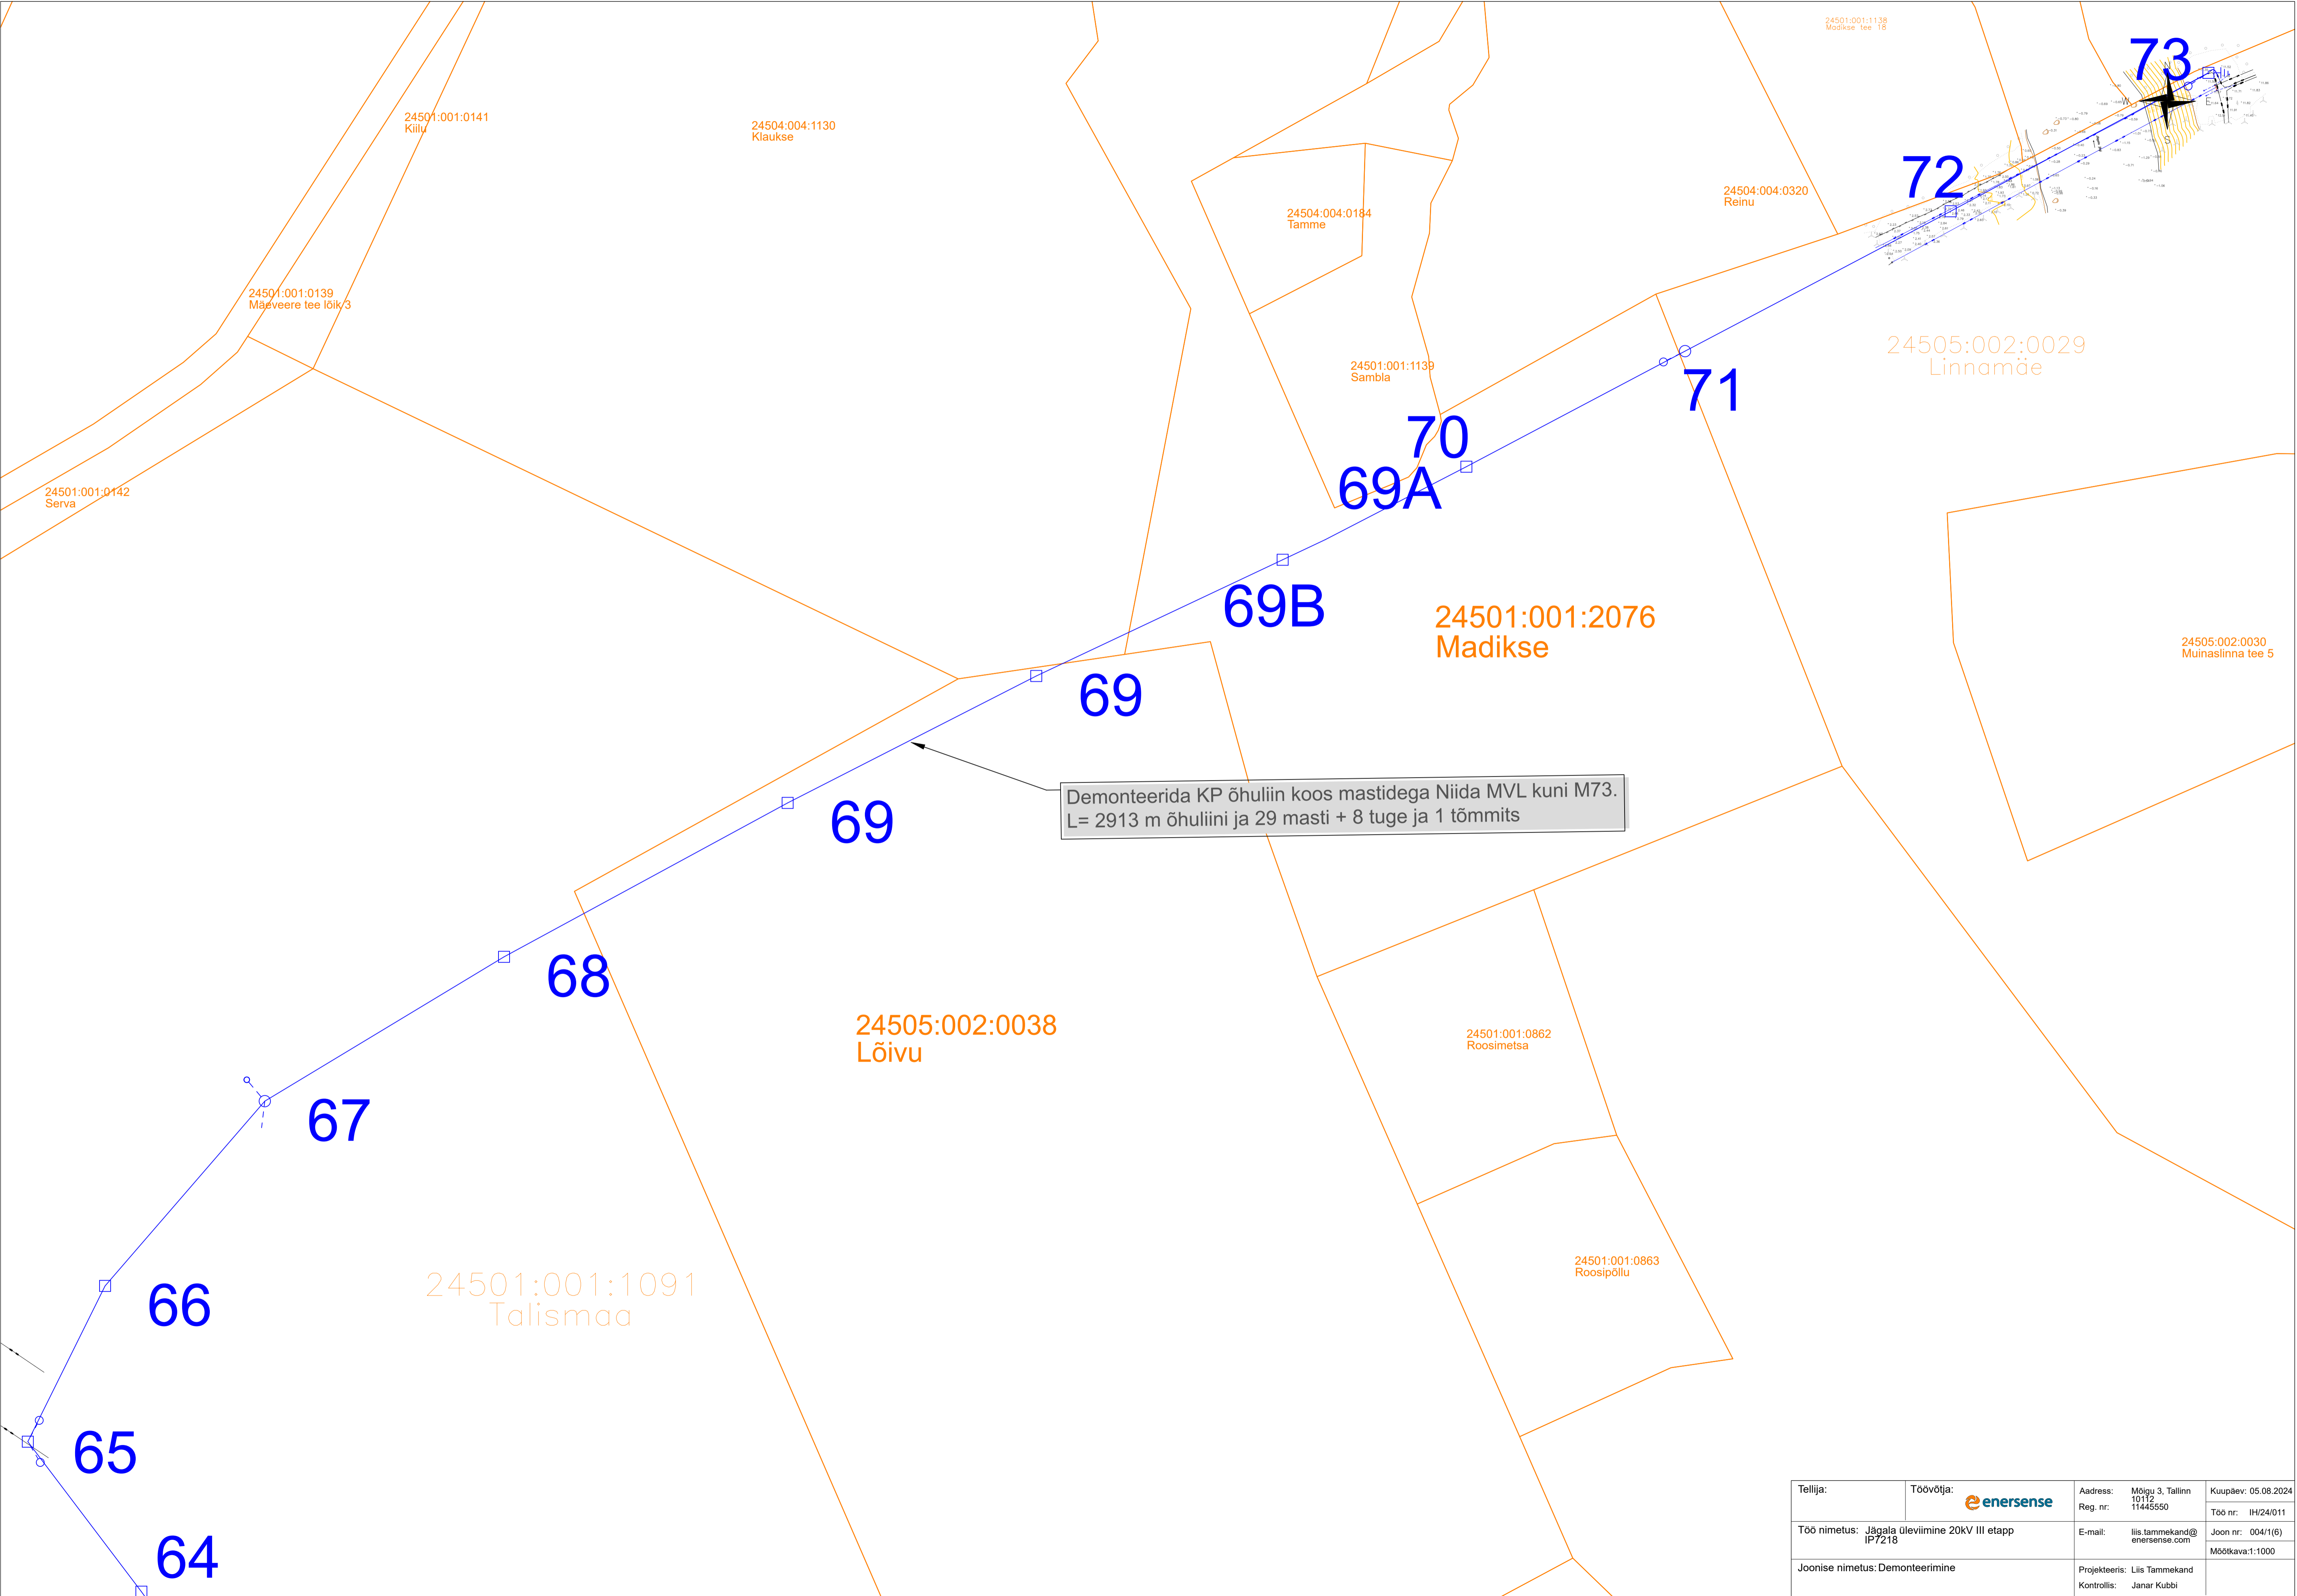 24501:001:1138
Madikse tee 18
73
24501:001:0141
Kiilu
24504:004:1130
Klaukse
W
E
S
72
24504:004:0320
Reinu
24504:004:0184
Tamme
24501:001:0139
Mäeveere tee lõik 3
24505:002:0029
Linnamäe
24501:001:1139
Sambla
71
70
69A
24501:001:0142
Serva
69B
24501:001:2076
Madikse
24505:002:0030
Muinaslinna tee 5
69
Demonteerida KP õhuliin koos mastidega Niida MVL kuni M73.
L= 2913 m õhuliini ja 29 masti + 8 tuge ja 1 tõmmits
69
68
24505:002:0038
Lõivu
24501:001:0862
Roosimetsa
67
24501:001:0863
Roosipõllu
24501:001:1091
Talismaa
66
65
64
Tellija:
Töövõtja:
enersense
Aadress: Mõigu 3, Tallinn
10112
Reg. nr: 11445550
Kuupäev: 05.08.2024
Töö nr: IH/24/011
Töö nimetus: Jägala üleviimine 20kV III etapp
IP7218
E-mail: liis.tammekand@
enersense.com
Joon nr: 004/1(6)
Mõõtkava:1:1000
Joonise nimetus: Demonteerimine
Projekteeris: Liis Tammekand
Kontrollis: Janar Kubbi